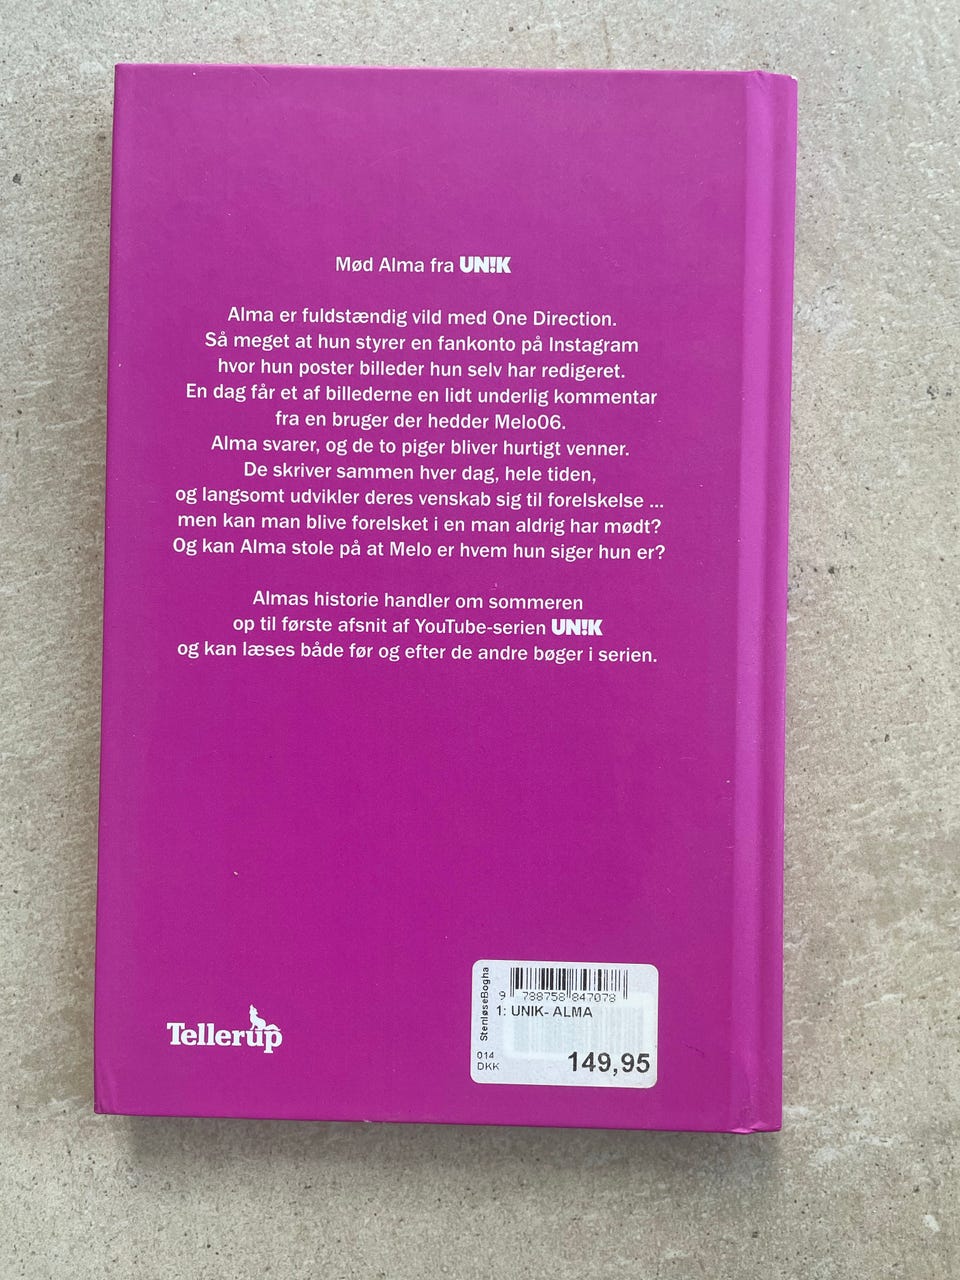 Mød Alma fra UN!K
Alma er fuldstændig vild med One Direction.
Så meget at hun styrer en fankonto på Instagram
hvor hun poster billeder hun selv har redigeret.
En dag får et af billederne en lidt underlig kommentar
fra en bruger der hedder Melo06.
Alma svarer, og de to piger bliver hurtigt venner.
De skriver sammen hver dag, hele tiden,
og langsomt udvikler deres venskab sig til forelskelse ...
men kan man blive forelsket i en man aldrig har mødt?
Og kan Alma stole på at Melo er hvem hun siger hun er?
Almas historie handler om sommeren
op til første afsnit af YouTube-serien UN!K
og kan læses både før og efter de andre bøger i serien.
Tellerup
StenløseBogha
9 788758 847078
1: UNIK- ALMA
014
DKK 149,95